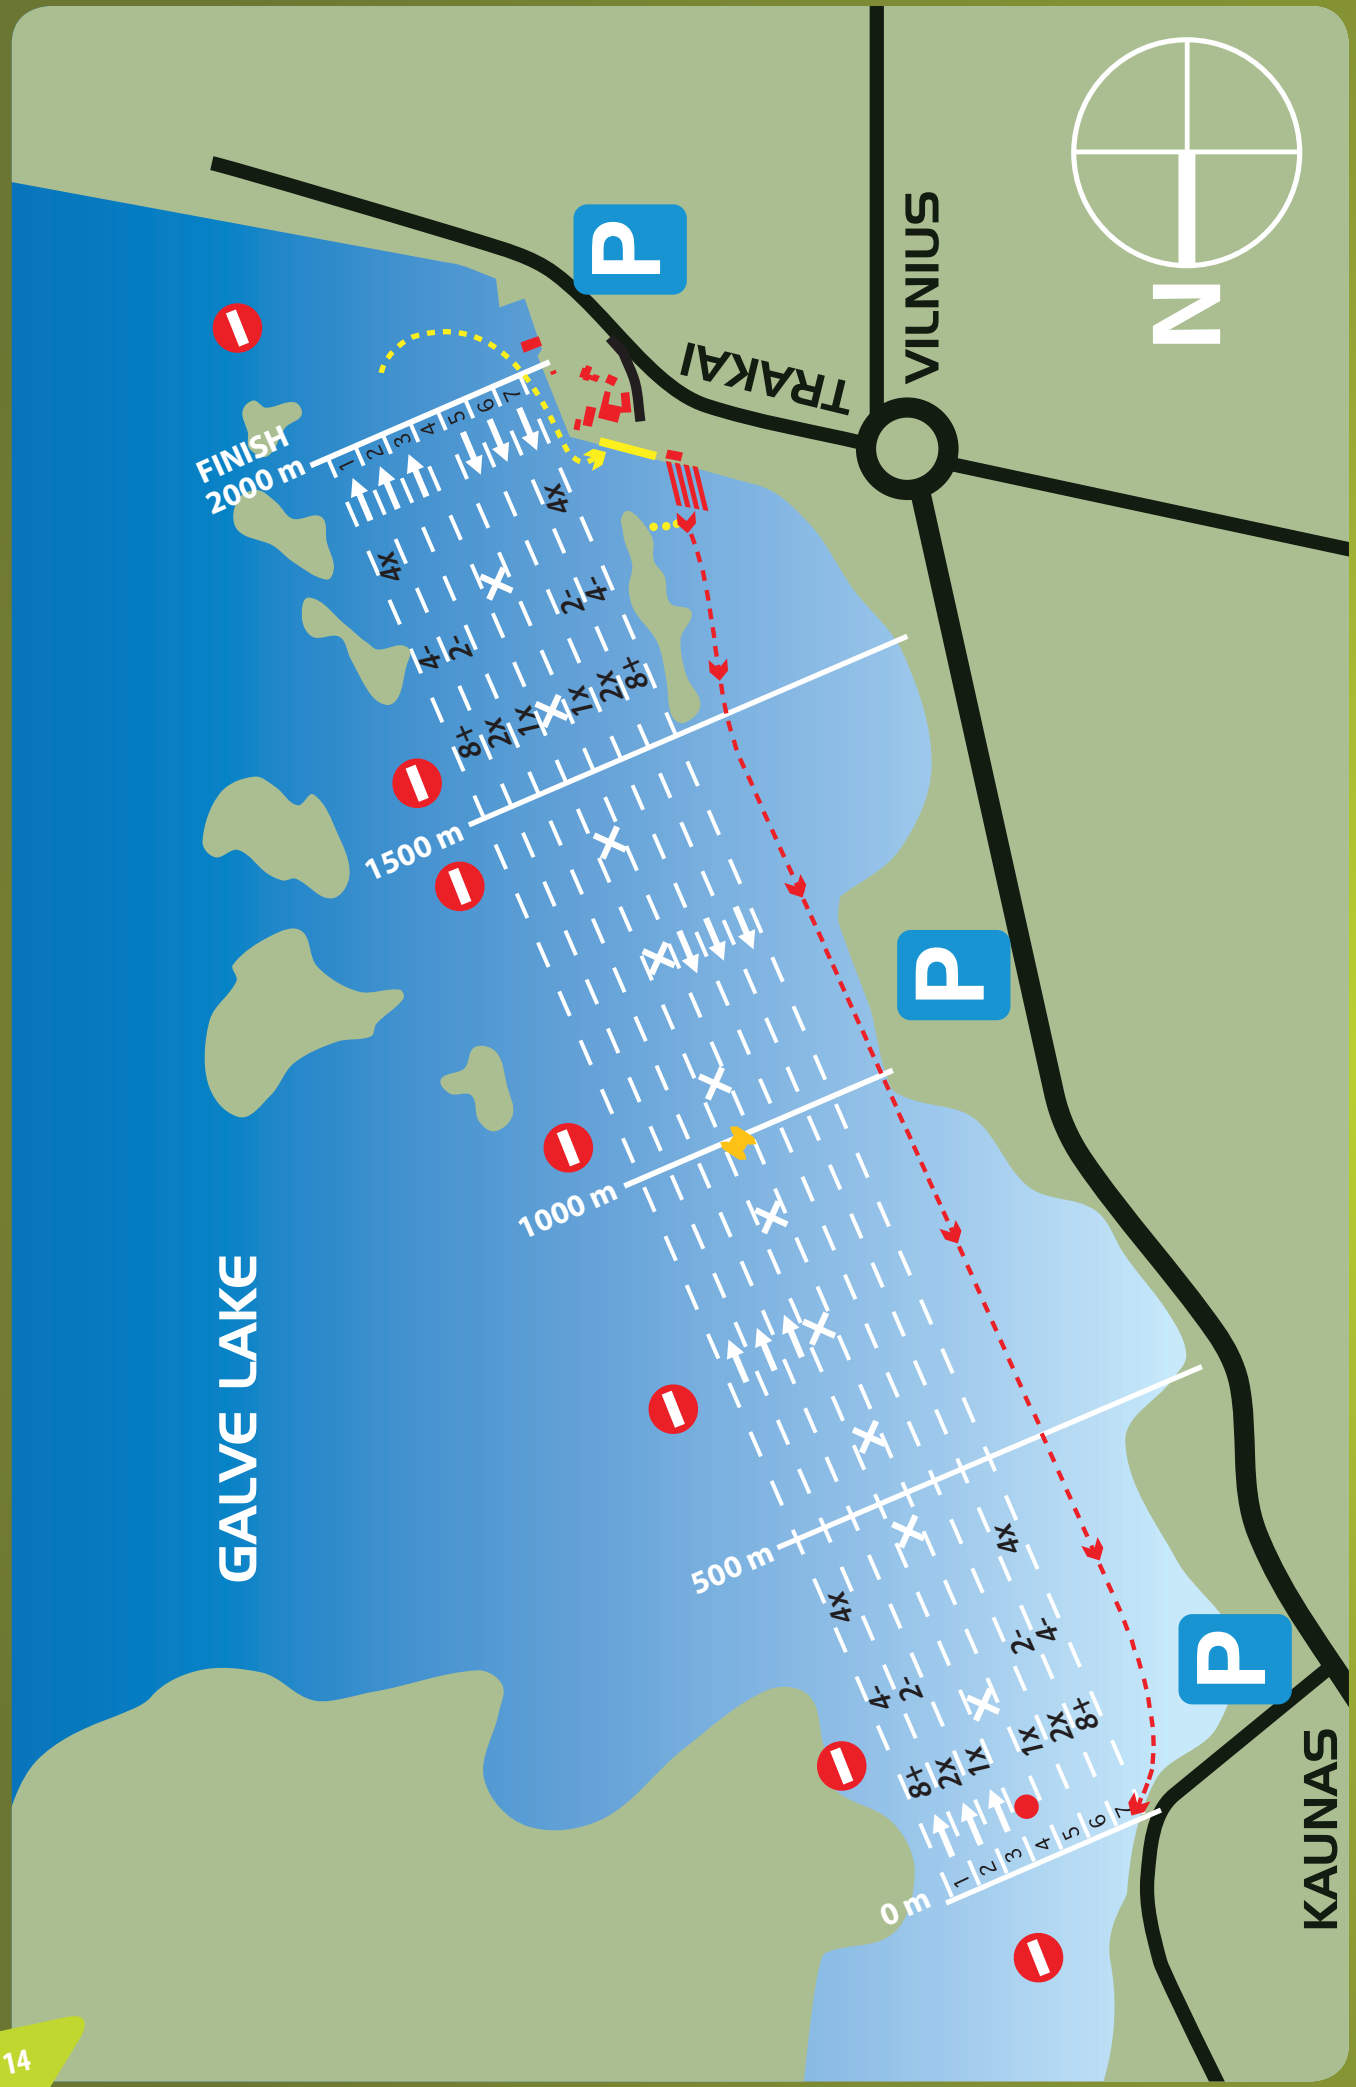 P
VILNIUS
N
TRAKAI
FINISH
2000 m
1 2 3 4 5 6 7
4x
4x
4-
2-
2-
4-
8+
2x
1x
1x
2x
8+
1500 m
P
1000 m
GALVE LAKE
500 m
4x
4x
4-
2-
2-
4-
P
8+
2x
1x
1x
2x
8+
1 2 3 4 5 6 7
0 m
KAUNAS
14